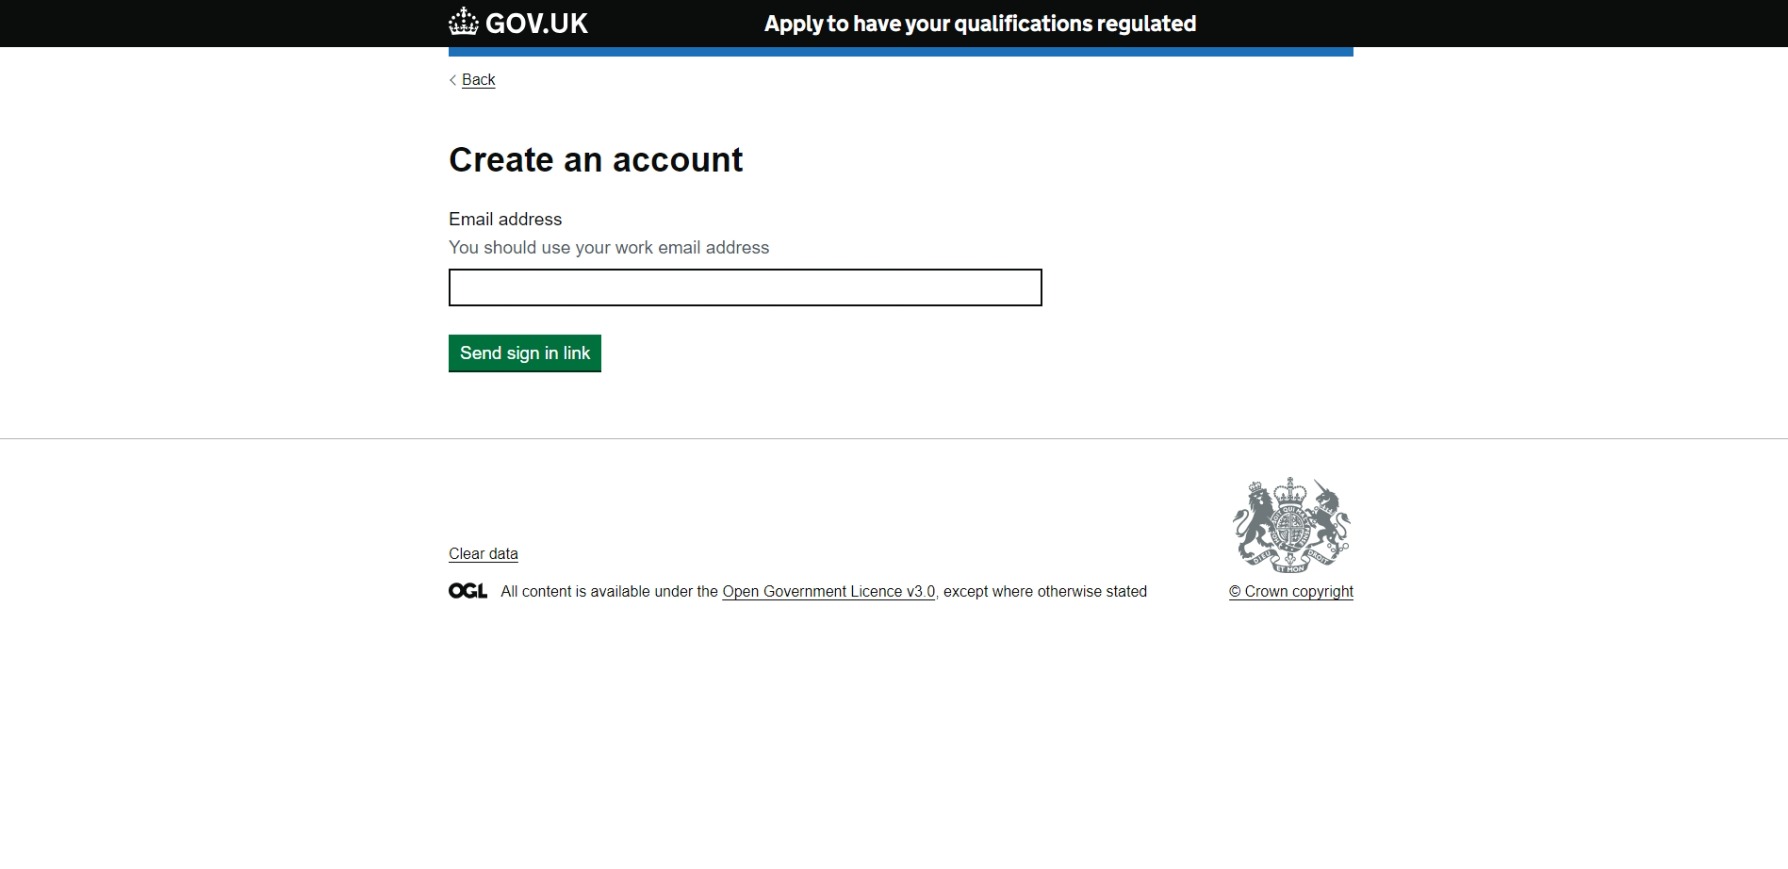 GOV.UK
Apply to have your qualifications regulated
Back
Create an account
Email address
You should use your work email address
Send sign in link
Clear data
OGL All content is available under the Open Government Licence v3.0, except where otherwise stated
© Crown copyright